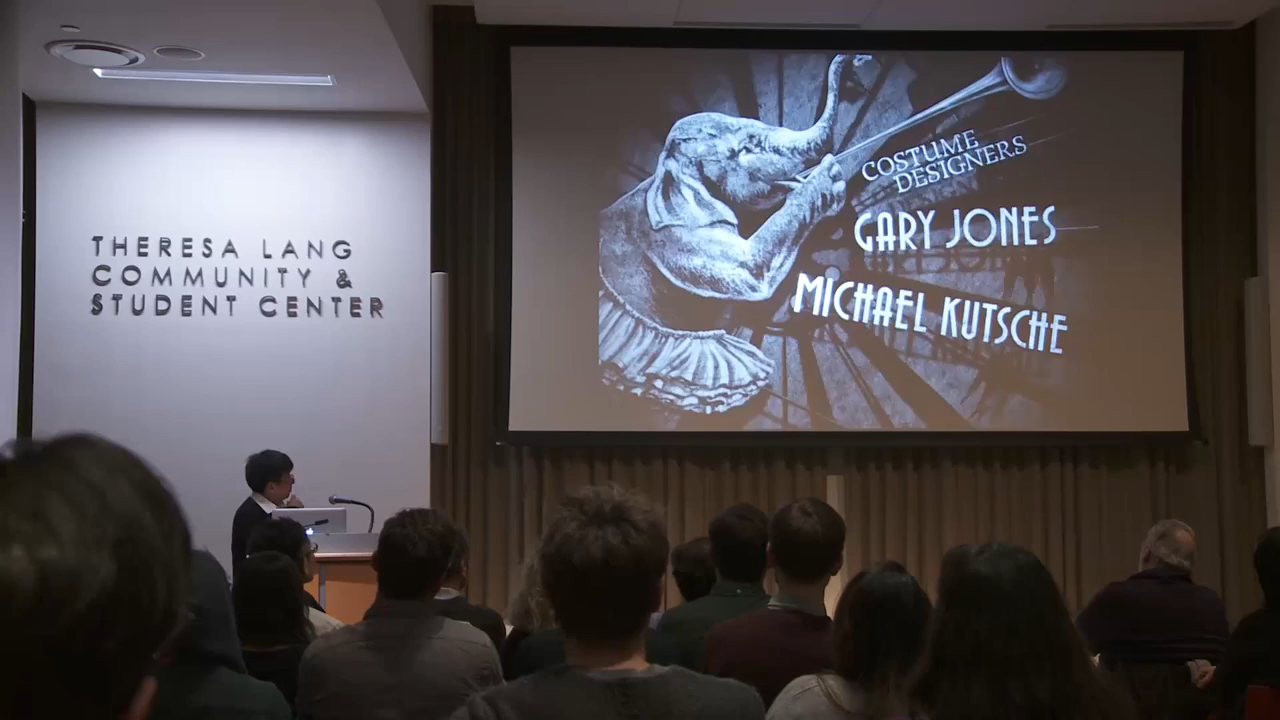 THERESA LANG
COMMUNITY &
STUDENT CENTER
COSTUME
DESIGNERS
GARY JONES
MICHAEL KUTSCHE